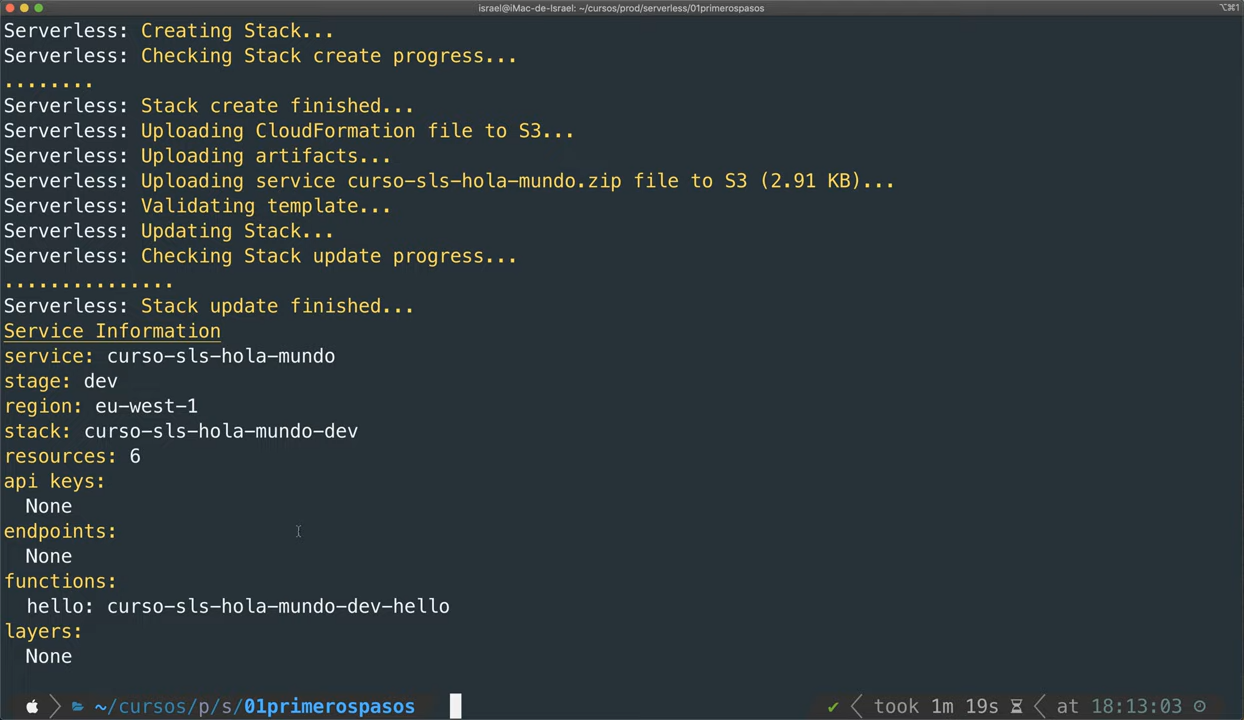 israel@iMac-de-Israel: ~/cursos/prod/serverless/01primerospasos
⌥⌘1
Serverless: Creating Stack...
Serverless: Checking Stack create progress...
........
Serverless: Stack create finished...
Serverless: Uploading CloudFormation file to S3...
Serverless: Uploading artifacts...
Serverless: Uploading service curso-sls-hola-mundo.zip file to S3 (2.91 KB)...
Serverless: Validating template...
Serverless: Updating Stack...
Serverless: Checking Stack update progress...
...............
Serverless: Stack update finished...
Service Information
service: curso-sls-hola-mundo
stage: dev
region: eu-west-1
stack: curso-sls-hola-mundo-dev
resources: 6
api keys:
  None
endpoints:
  None
functions:
  hello: curso-sls-hola-mundo-dev-hello
layers:
  None
~/cursos/p/s/01primerospasos ✔ took 1m 19s at 18:13:03